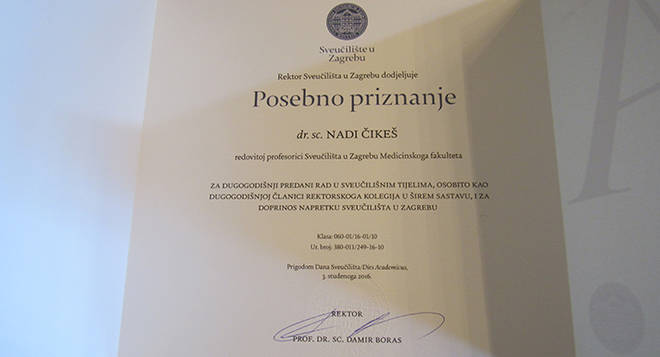 Sveučilište u
Zagrebu
Rektor Sveučilišta u Zagrebu dodjeljuje
Posebno priznanje
dr. sc. NADI ČIKEŠ
redovitoj profesorici Sveučilišta u Zagrebu Medicinskoga fakulteta
ZA DUGOGODIŠNJI PREDANI RAD U SVEUČILIŠNIM TIJELIMA, OSOBITO KAO
DUGOGODIŠNJOJ ČLANICI REKTORSKOGA KOLEGIJA U ŠIREM SASTAVU, I ZA
DOPRINOS NAPRETKU SVEUČILIŠTA U ZAGREBU
Klasa: 060-01/16-01/10
Ur. broj: 380-011/249-16-10
Prigodom Dana Sveučilišta/Dies Academicus,
3. studenoga 2016.
REKTOR
PROF. DR. SC. DAMIR BORAS